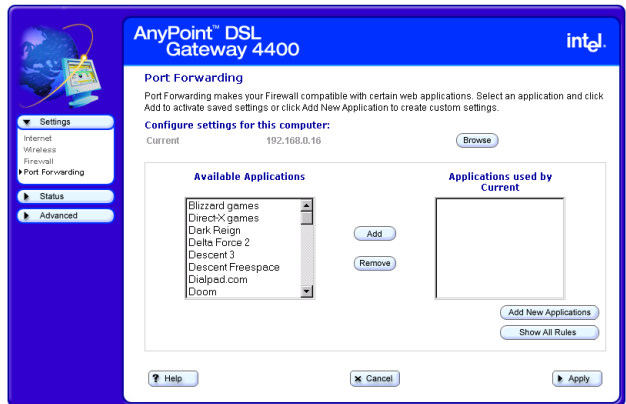 AnyPoint™ DSL
Gateway 4400
intel.
Port Forwarding
Port Forwarding makes your Firewall compatible with certain web applications. Select an application and click
Add to activate saved settings or click Add New Application to create custom settings.
Configure settings for this computer:
Current 192.168.0.16 Browse
Settings
Internet
Wireless
Firewall
Port Forwarding
Status
Advanced
Available Applications
Blizzard games
Direct-X games
Dark Reign
Delta Force 2
Descent 3
Descent Freespace
Dialpad.com
Doom
Add
Remove
Applications used by
Current
Add New Applications
Show All Rules
? Help
Cancel
Apply